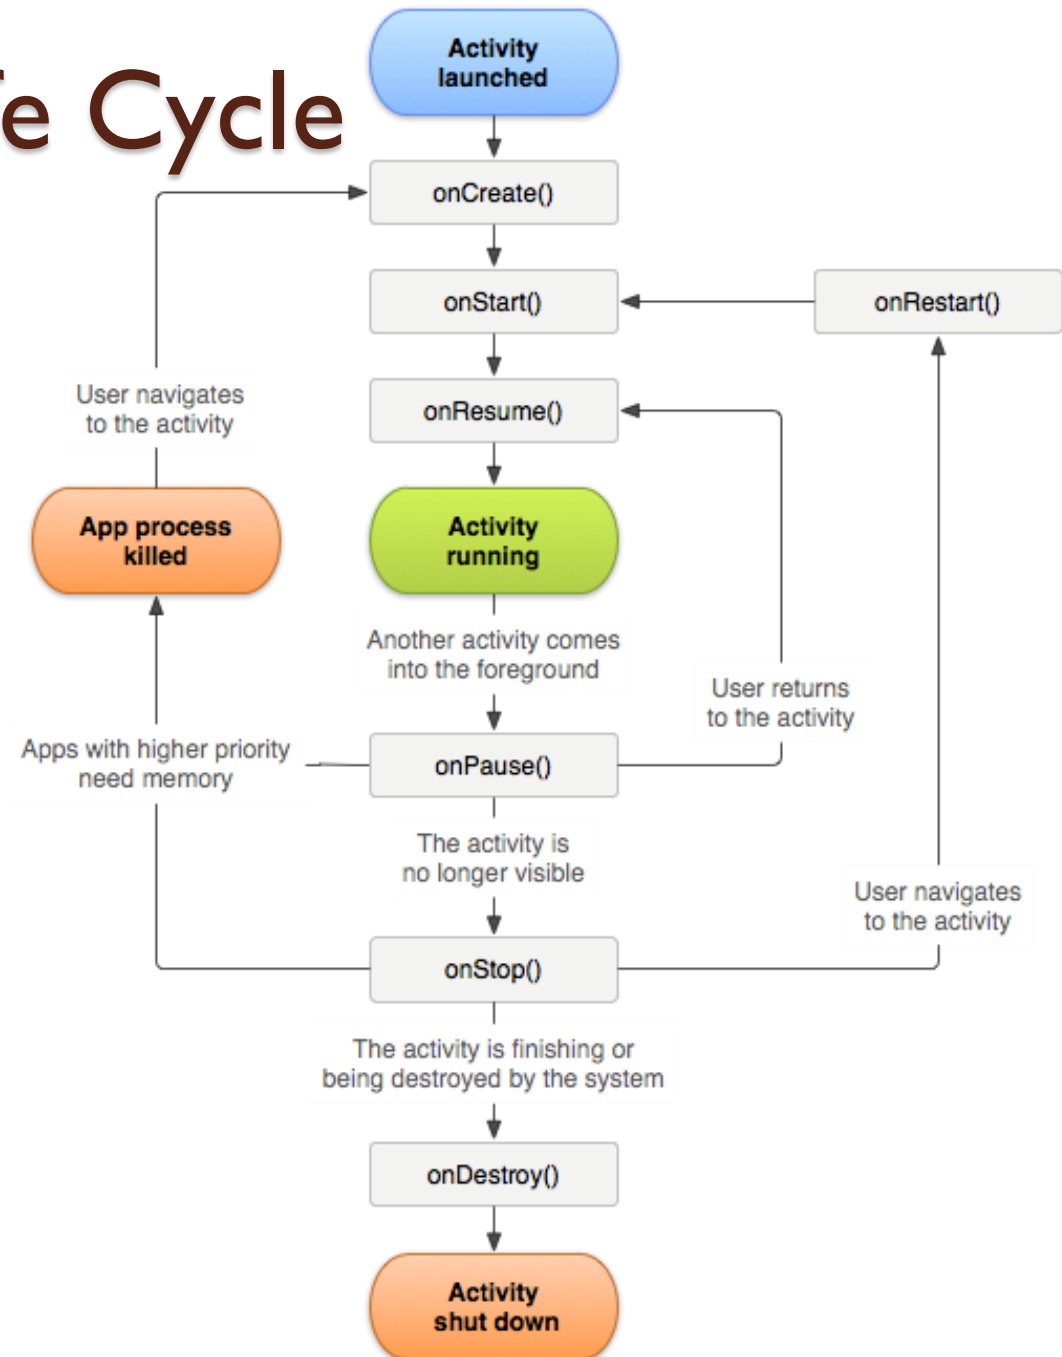 Activity
launched
Cycle
onCreate()
onStart()
onRestart()
User navigates
to the activity
onResume()
App process
killed
Activity
running
Another activity comes
into the foreground
User returns
to the activity
Apps with higher priority
need memory
onPause()
The activity is
no longer visible
User navigates
to the activity
onStop()
The activity is finishing or
being destroyed by the system
onDestroy()
Activity
shut down